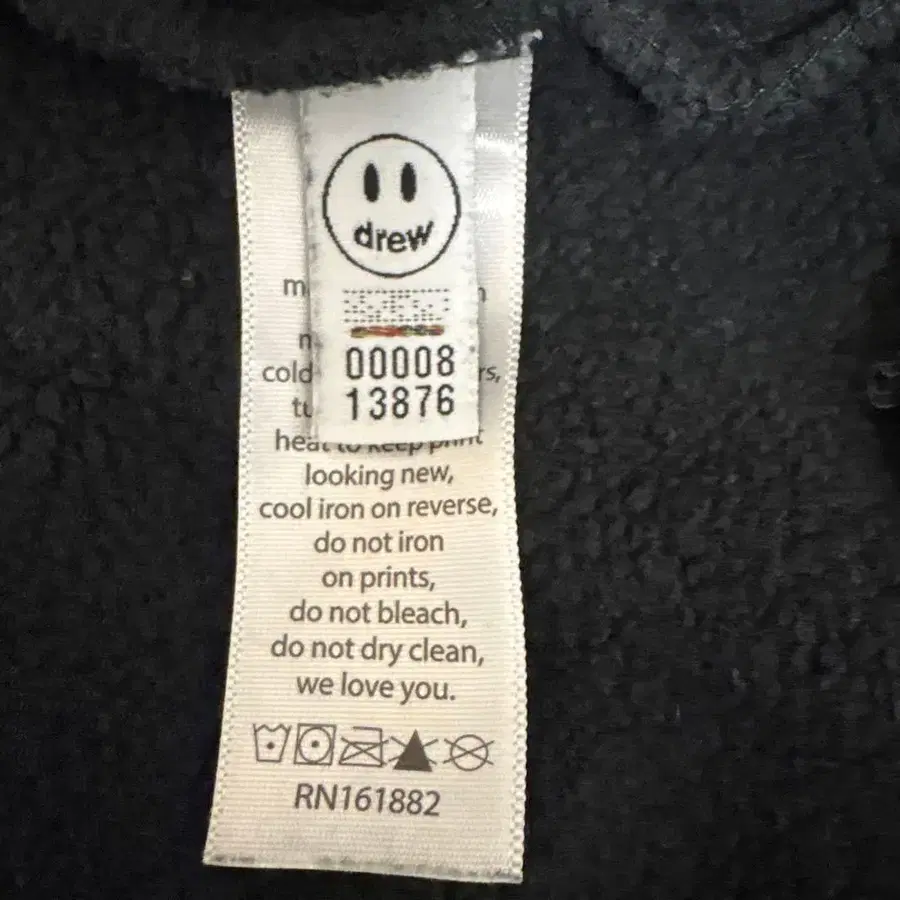 drew
00008
13876
cold
looking new,
cool iron on reverse,
do not iron
on prints,
do not bleach,
do not dry clean,
we love you.
RN161882